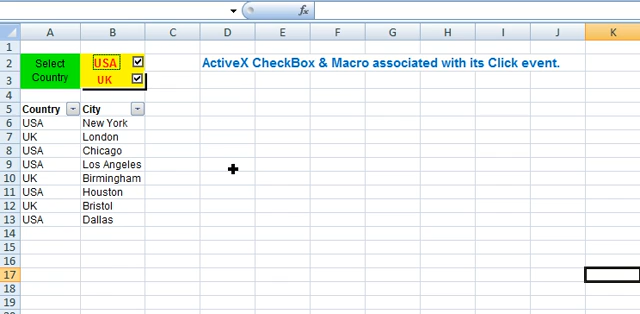 fx
A B C D E F G H I J K
1
2 Select Country USA ActiveX CheckBox & Macro associated with its Click event.
3 UK
4
5 Country City
6 USA New York
7 UK London
8 USA Chicago
9 USA Los Angeles
10 UK Birmingham
11 USA Houston
12 UK Bristol
13 USA Dallas
14
15
16
17
18
19